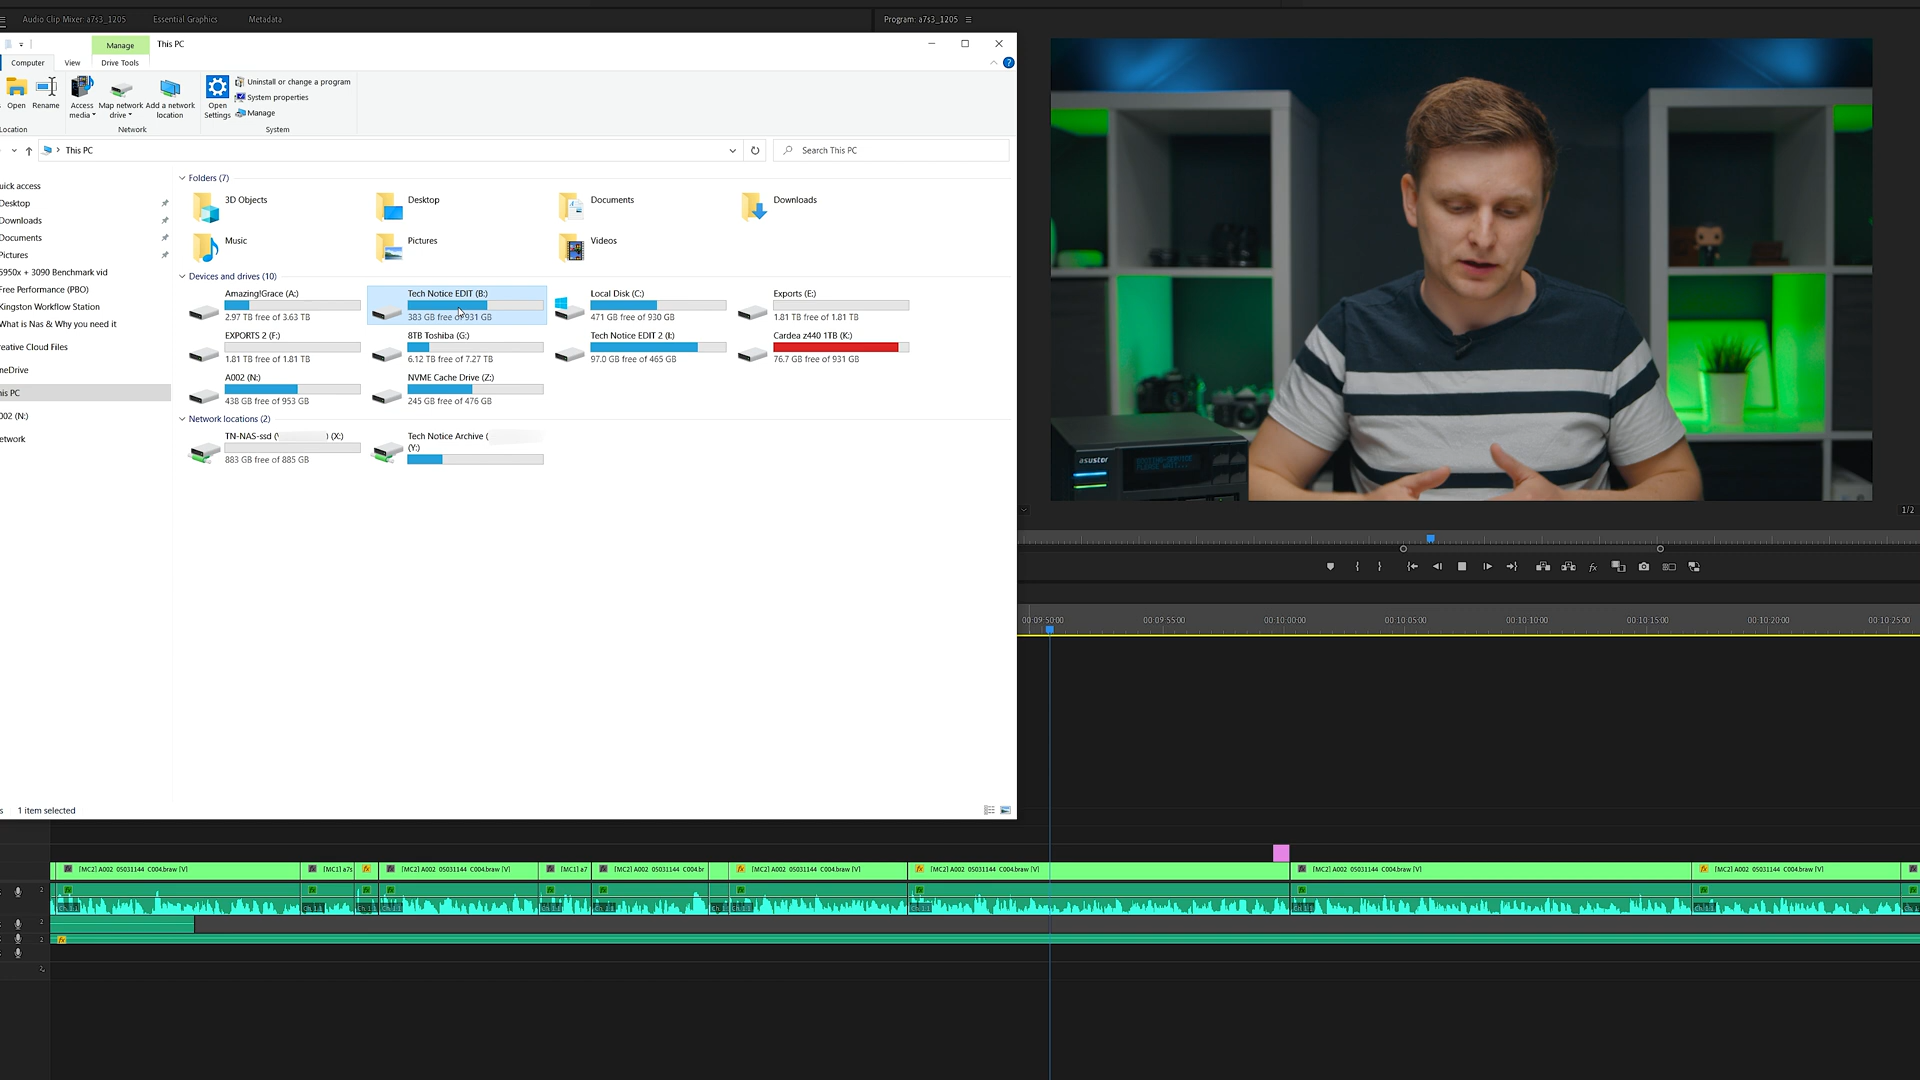 Audio Clip Mixer: a7s3_1205
Essential Graphics
Metadata
Program: a7s3_1205
Manage
This PC
Computer
View
Drive Tools
Open
Rename
Access media
Map network drive
Add a network location
Open Settings
Uninstall or change a program
System properties
Manage
Location
Network
System
This PC
Search This PC
uick access
Desktop
Downloads
Documents
Pictures
5950x + 3090 Benchmark vid
Free Performance (PBO)
Kingston Workflow Station
What is Nas & Why you need it
reative Cloud Files
neDrive
his PC
002 (N:)
etwork
Folders (7)
3D Objects
Desktop
Documents
Downloads
Music
Pictures
Videos
Devices and drives (10)
Amazing!Grace (A:)
2.97 TB free of 3.63 TB
Tech Notice EDIT (B:)
383 GB free of 931 GB
Local Disk (C:)
471 GB free of 930 GB
Exports (E:)
1.81 TB free of 1.81 TB
EXPORTS 2 (F:)
1.81 TB free of 1.81 TB
8TB Toshiba (G:)
6.12 TB free of 7.27 TB
Tech Notice EDIT 2 (I:)
97.0 GB free of 465 GB
Cardea z440 1TB (K:)
76.7 GB free of 931 GB
A002 (N:)
438 GB free of 953 GB
NVME Cache Drive (Z:)
245 GB free of 476 GB
Network locations (2)
TN-NAS-ssd (\ ) (X:)
883 GB free of 885 GB
Tech Notice Archive (
(Y:)
s 1 item selected
asustor
1/2
00:09:50:00
00:09:55:00
00:10:00:00
00:10:05:00
00:10:10:00
00:10:15:00
00:10:20:00
00:10:25:00
[MC2] A002_05031144_C004.braw [V]
[MC1] a7s
[MC2] A002_05031144_C004.braw [V]
[MC1] a7
[MC2] A002_05031144_C004.br
[MC2] A002_05031144_C004.braw [V]
[MC2] A002_05031144_C004.braw [V]
[MC2] A002_05031144_C004.braw [V]
[MC2] A002_05031144_C004.braw [V]